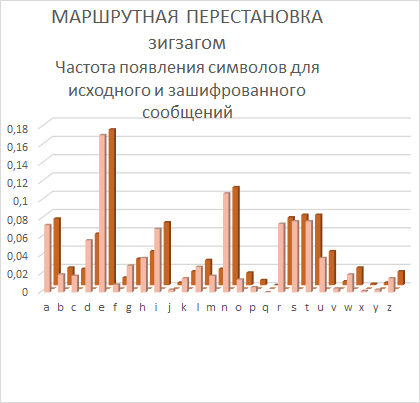 МАРШРУТНАЯ ПЕРЕСТАНОВКА
зигзагом
Частота появления символов для
исходного и зашифрованного
сообщений
0,18
0,16
0,14
0,12
0,1
0,08
0,06
0,04
0,02
0
a b c d e f g h i j k l m n o p q r s t u v w x y z